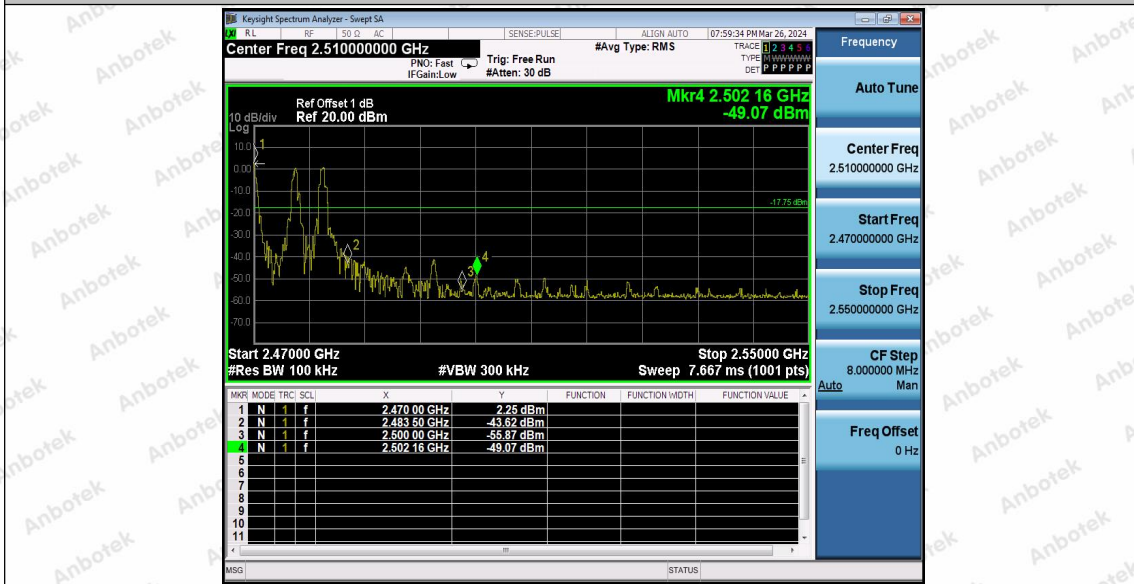 Keysight Spectrum Analyzer - Swept SA
LXI RL RF 50 Ω AC SENSE:PULSE ALIGN AUTO 07:59:34 PM Mar 26, 2024
Center Freq 2.510000000 GHz
PNO: Fast
IFGain:Low
Trig: Free Run
#Atten: 30 dB
#Avg Type: RMS
TRACE 1 2 3 4 5 6
TYPE M WWWWW
DET P P P P P P
Mkr4 2.502 16 GHz
-49.07 dBm
Ref Offset 1 dB
10 dB/div Ref 20.00 dBm
Log
10.0
0.00
-10.0
-20.0
-30.0
-40.0
-50.0
-60.0
-70.0
1
2
3
4
-17.75 dBm
Start 2.47000 GHz Stop 2.55000 GHz
#Res BW 100 kHz #VBW 300 kHz Sweep 7.667 ms (1001 pts)
MKR MODE TRC SCL X Y FUNCTION FUNCTION WIDTH FUNCTION VALUE
1 N 1 f 2.470 00 GHz 2.25 dBm
2 N 1 f 2.483 50 GHz -43.62 dBm
3 N 1 f 2.500 00 GHz -55.87 dBm
4 N 1 f 2.502 16 GHz -49.07 dBm
5
6
7
8
9
10
11
MSG STATUS
Frequency
Auto Tune
Center Freq
2.510000000 GHz
Start Freq
2.470000000 GHz
Stop Freq
2.550000000 GHz
CF Step
8.000000 MHz
Auto Man
Freq Offset
0 Hz
Anbotek